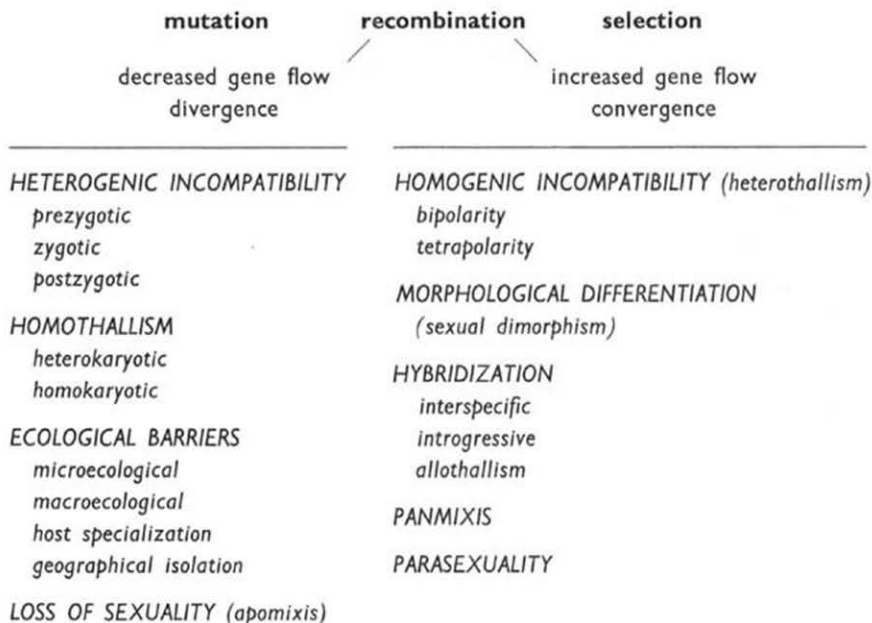 mutation recombination selection
decreased gene flow
divergence
increased gene flow
convergence
HETEROGENIC INCOMPATIBILITY
prezygotic
zygotic
postzygotic
HOMOTHALLISM
heterokaryotic
homokaryotic
ECOLOGICAL BARRIERS
microecological
macroecological
host specialization
geographical isolation
LOSS OF SEXUALITY (apomixis)
HOMOGENIC INCOMPATIBILITY (heterothallism)
bipolarity
tetrapolarity
MORPHOLOGICAL DIFFERENTIATION
(sexual dimorphism)
HYBRIDIZATION
interspecific
introgressive
allothallism
PANMIXIS
PARASEXUALITY